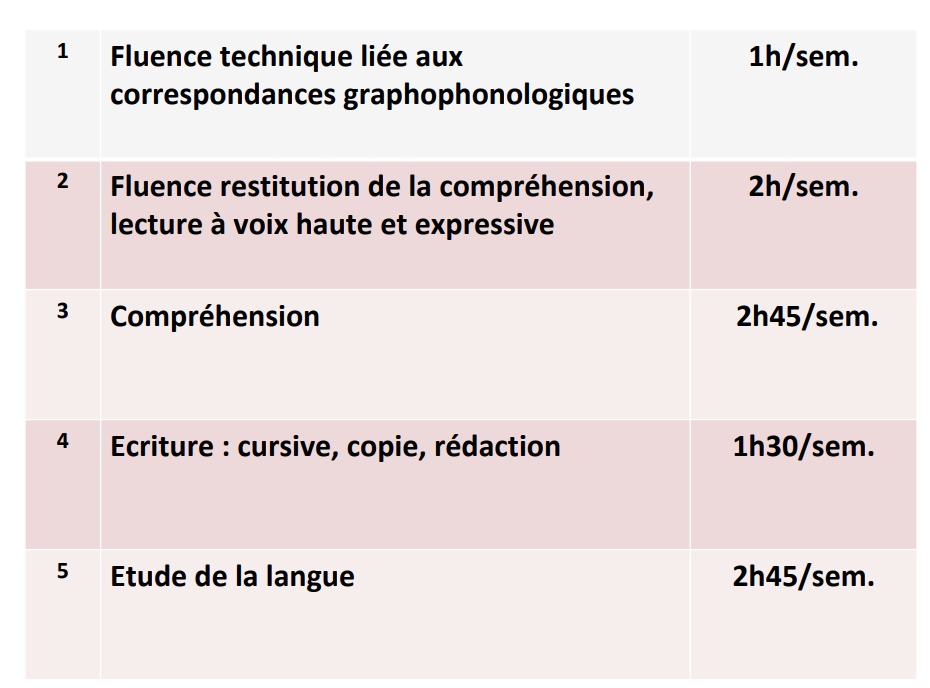 1 Fluence technique liée aux 1h/sem.
correspondances graphophonologiques
2 Fluence restitution de la compréhension, 2h/sem.
lecture à voix haute et expressive
3 Compréhension 2h45/sem.
4 Ecriture : cursive, copie, rédaction 1h30/sem.
5 Etude de la langue 2h45/sem.